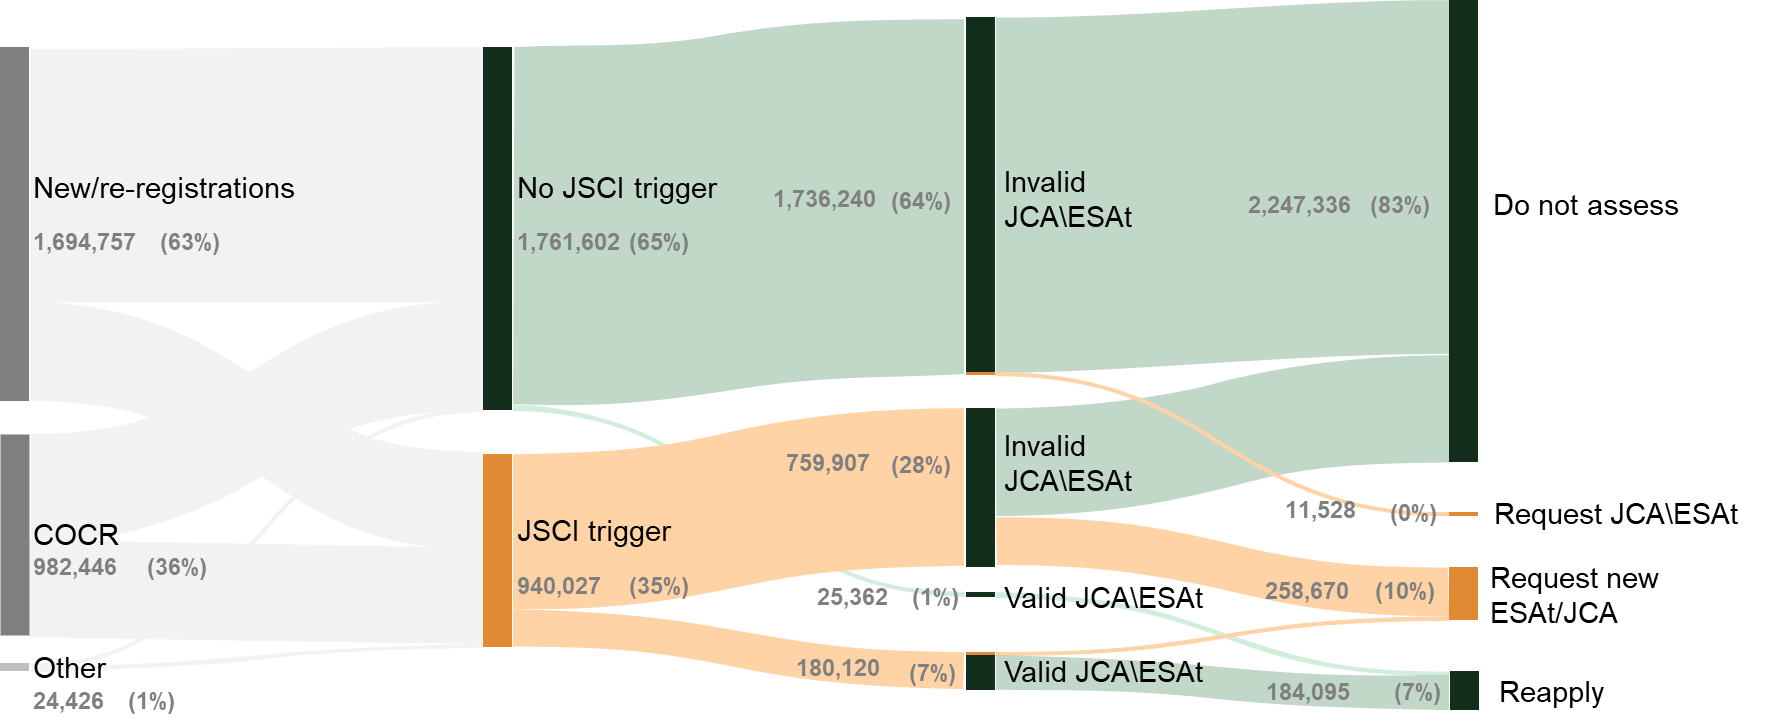 New/re-registrations
1,694,757 (63%)
COCR
982,446 (36%)
Other
24,426 (1%)
No JSCI trigger
1,761,602 (65%)
JSCI trigger
940,027 (35%)
1,736,240 (64%)
759,907 (28%)
25,362 (1%)
180,120 (7%)
Invalid
JCA\ESAt
Invalid
JCA\ESAt
Valid JCA\ESAt
Valid JCA\ESAt
2,247,336 (83%)
11,528 (0%)
258,670 (10%)
184,095 (7%)
Do not assess
Request JCA\ESAt
Request new
ESAt/JCA
Reapply